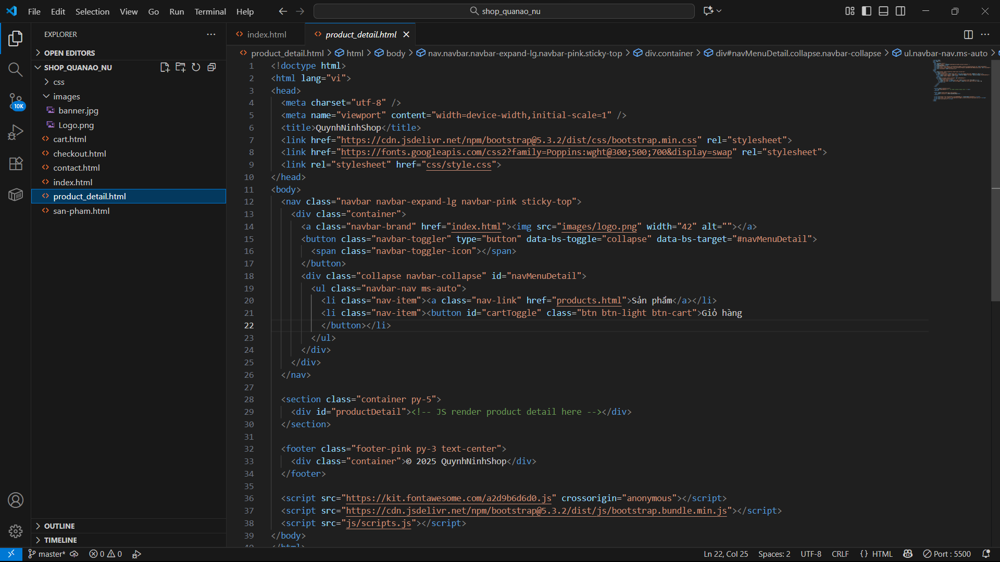 File Edit Selection View Go Run Terminal Help
shop_quanao_nu
EXPLORER
OPEN EDITORS
SHOP_QUANAO_NU
css
images
banner.jpg
Logo.png
cart.html
checkout.html
contact.html
index.html
product_detail.html
san-pham.html
OUTLINE
TIMELINE
10K
index.html
product_detail.html
product_detail.html > html > body > nav.navbar.navbar-expand-lg.navbar-pink.sticky-top > div.container > div#navMenuDetail.collapse.navbar-collapse > ul.navbar-nav.ms-auto >
1 <!doctype html>
2 <html lang="vi">
3 <head>
4 <meta charset="utf-8" />
5 <meta name="viewport" content="width=device-width,initial-scale=1" />
6 <title>QuynhNinhShop</title>
7 <link href="https://cdn.jsdelivr.net/npm/bootstrap@5.3.2/dist/css/bootstrap.min.css" rel="stylesheet">
8 <link href="https://fonts.googleapis.com/css2?family=Poppins:wght@300;500;700&display=swap" rel="stylesheet">
9 <link rel="stylesheet" href="css/style.css">
10 </head>
11 <body>
12 <nav class="navbar navbar-expand-lg navbar-pink sticky-top">
13 <div class="container">
14 <a class="navbar-brand" href="index.html"><img src="images/logo.png" width="42" alt=""></a>
15 <button class="navbar-toggler" type="button" data-bs-toggle="collapse" data-bs-target="#navMenuDetail">
16 <span class="navbar-toggler-icon"></span>
17 </button>
18 <div class="collapse navbar-collapse" id="navMenuDetail">
19 <ul class="navbar-nav ms-auto">
20 <li class="nav-item"><a class="nav-link" href="products.html">Sản phẩm</a></li>
21 <li class="nav-item"><button id="cartToggle" class="btn btn-light btn-cart">Giỏ hàng
22 </button></li>
23 </ul>
24 </div>
25 </div>
26 </nav>
27
28 <section class="container py-5">
29 <div id="productDetail"><!-- JS render product detail here --></div>
30 </section>
31
32 <footer class="footer-pink py-3 text-center">
33 <div class="container">© 2025 QuynhNinhShop</div>
34 </footer>
35
36 <script src="https://kit.fontawesome.com/a2d9b6d6d0.js" crossorigin="anonymous"></script>
37 <script src="https://cdn.jsdelivr.net/npm/bootstrap@5.3.2/dist/js/bootstrap.bundle.min.js"></script>
38 <script src="js/scripts.js"></script>
39 </body>
40 </html>
master* 0 0 Ln 22, Col 25 Spaces: 2 UTF-8 CRLF {} HTML Port : 5500